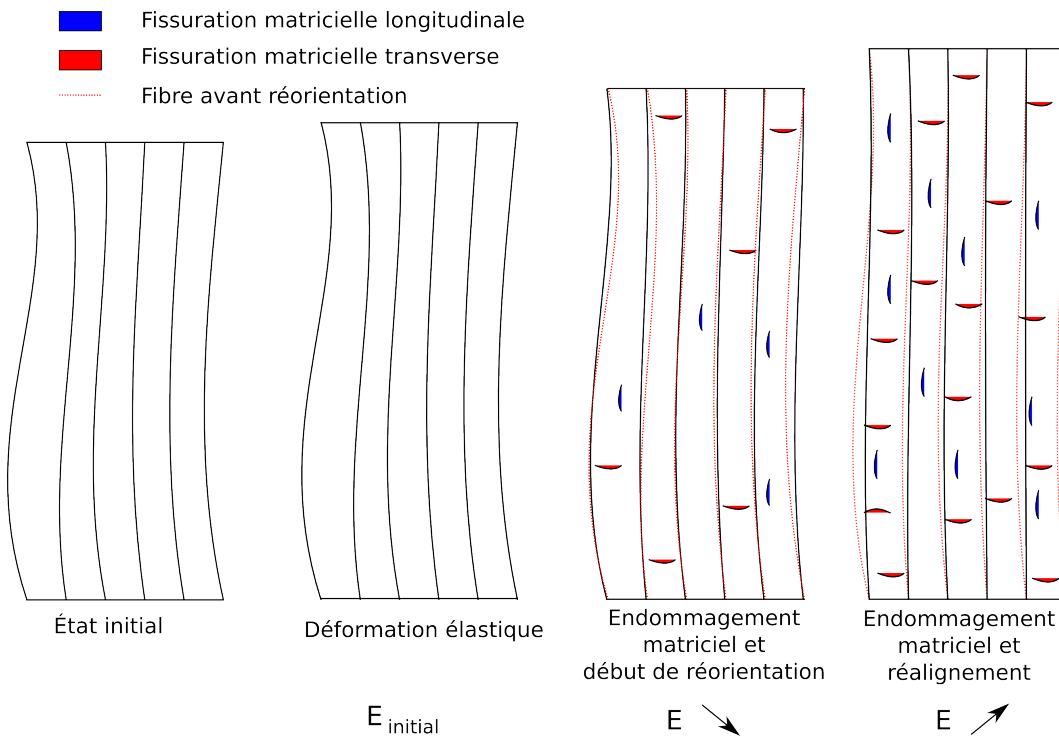 Fissuration matricielle longitudinale
Fissuration matricielle transverse
Fibre avant réorientation
État initial
Déformation élastique
Endommagement
matriciel et
début de réorientation
Endommagement
matriciel et
réalignement
E initial
E
E